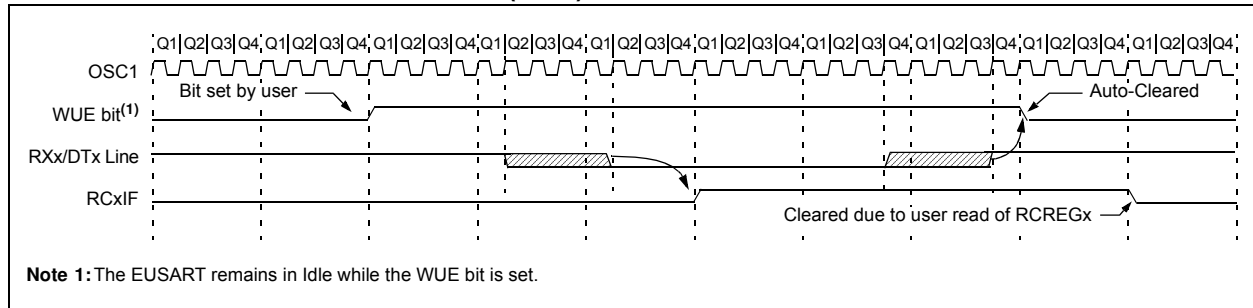 Q1 Q2 Q3 Q4 Q1 Q2 Q3 Q4 Q1 Q2 Q3 Q4 Q1 Q2 Q3 Q4 Q1 Q2 Q3 Q4 Q1 Q2 Q3 Q4 Q1 Q2 Q3 Q4 Q1 Q2 Q3 Q4 Q1 Q2 Q3 Q4 Q1 Q2 Q3 Q4
OSC1
Bit set by user
Auto-Cleared
WUE bit(1)
RXx/DTx Line
RCxIF
Cleared due to user read of RCREGx
Note 1: The EUSART remains in Idle while the WUE bit is set.